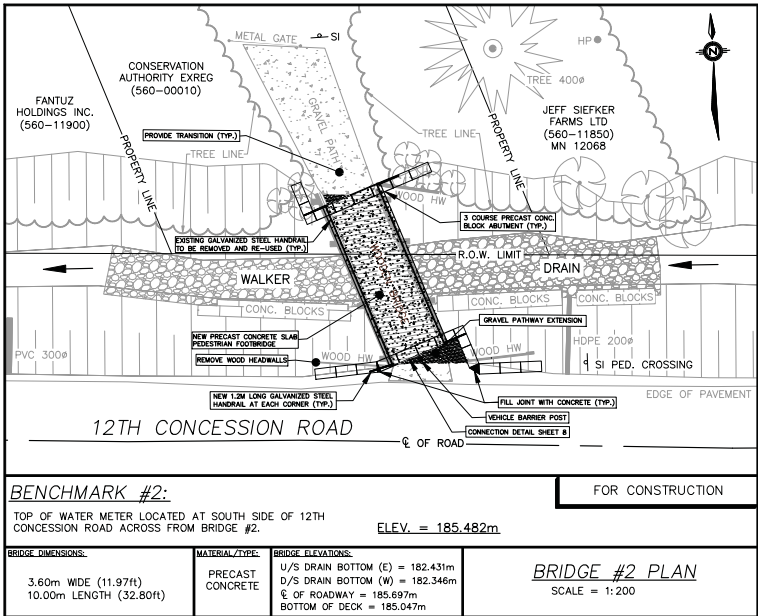 METAL GATE
SI
HP
CONSERVATION
AUTHORITY EXREG
(560-00010)
TREE 400ø
FANTUZ
HOLDINGS INC.
(560-11900)
N
JEFF SIEFKER
FARMS LTD
(560-11850)
MN 12068
GRAVEL PATH
PROVIDE TRANSITION (TYP.)
TREE LINE
TREE LINE
PROPERTY LINE
PROPERTY LINE
WOOD HW
3 COURSE PRECAST CONC.
BLOCK ABUTMENT (TYP.)
EXISTING GALVANIZED STEEL HANDRAIL
TO BE REMOVED AND RE-USED (TYP.)
R.O.W. LIMIT
WALKER
DRAIN
CONC. BLOCKS
CONC. BLOCKS
CONC. BLOCKS
GRAVEL PATHWAY EXTENSION
NEW PRECAST CONCRETE SLAB
PEDESTRIAN FOOTBRIDGE
HDPE 200ø
PVC 300ø
REMOVE WOOD HEADWALLS
WOOD HW
WOOD HW
SI PED. CROSSING
NEW 1.2M LONG GALVANIZED STEEL
HANDRAIL AT EACH CORNER (TYP.)
FILL JOINT WITH CONCRETE (TYP.)
EDGE OF PAVEMENT
VEHICLE BARRIER POST
CONNECTION DETAIL SHEET 8
12TH CONCESSION ROAD
℄ OF ROAD
BENCHMARK #2:
FOR CONSTRUCTION
TOP OF WATER METER LOCATED AT SOUTH SIDE OF 12TH
CONCESSION ROAD ACROSS FROM BRIDGE #2.
ELEV. = 185.482m
BRIDGE DIMENSIONS:
3.60m WIDE (11.97ft)
10.00m LENGTH (32.80ft)
MATERIAL/TYPE:
PRECAST
CONCRETE
BRIDGE ELEVATIONS:
U/S DRAIN BOTTOM (E) = 182.431m
D/S DRAIN BOTTOM (W) = 182.346m
℄ OF ROADWAY = 185.697m
BOTTOM OF DECK = 185.047m
BRIDGE #2 PLAN
SCALE = 1:200